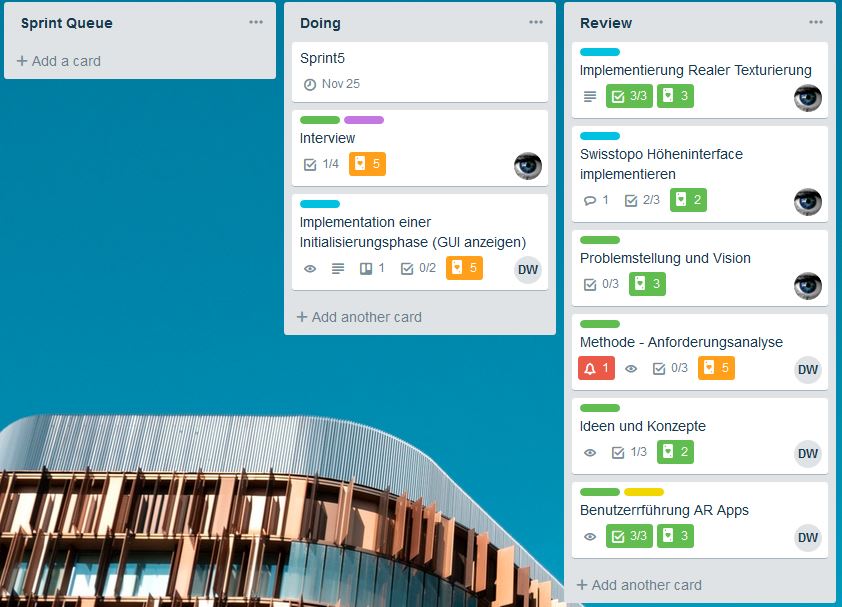 Sprint Queue
+ Add a card
Doing
Sprint5
Nov 25
Interview
1/4 5
Implementation einer
Initialisierungsphase (GUI anzeigen)
1 0/2 5 DW
+ Add another card
Review
Implementierung Realer Texturierung
3/3 3
Swisstopo Höheninterface
implementieren
1 2/3 2
Problemstellung und Vision
0/3 3
Methode - Anforderungsanalyse
1 0/3 5 DW
Ideen und Konzepte
1/3 2 DW
Benutzerrführung AR Apps
3/3 3 DW
+ Add another card